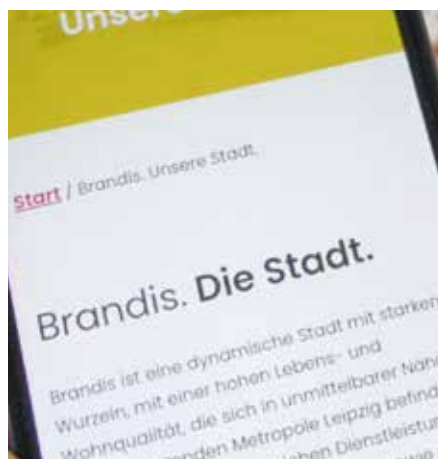 Unsere
Start / Brandis. Unsere Stadt.
Brandis. Die Stadt.
Brandis ist eine dynamische Stadt mit starken
Wurzeln, mit einer hohen Lebens- und
Wohnqualität, die sich in unmittelbarer Nähe
Metropole Leipzig
Dienstleistun